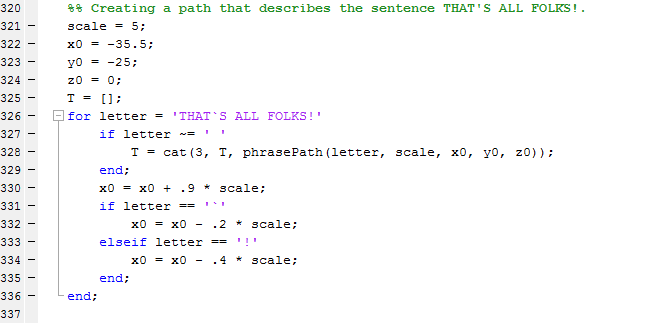 320 %% Creating a path that describes the sentence THAT'S ALL FOLKS!.
321 - scale = 5;
322 - x0 = -35.5;
323 - y0 = -25;
324 - z0 = 0;
325 - T = [];
326 - for letter = 'THAT`S ALL FOLKS!'
327 - if letter ~= ' '
328 - T = cat(3, T, phrasePath(letter, scale, x0, y0, z0));
329 - end;
330 - x0 = x0 + .9 * scale;
331 - if letter == '`'
332 - x0 = x0 - .2 * scale;
333 - elseif letter == '!'
334 - x0 = x0 - .4 * scale;
335 - end;
336 - end;
337